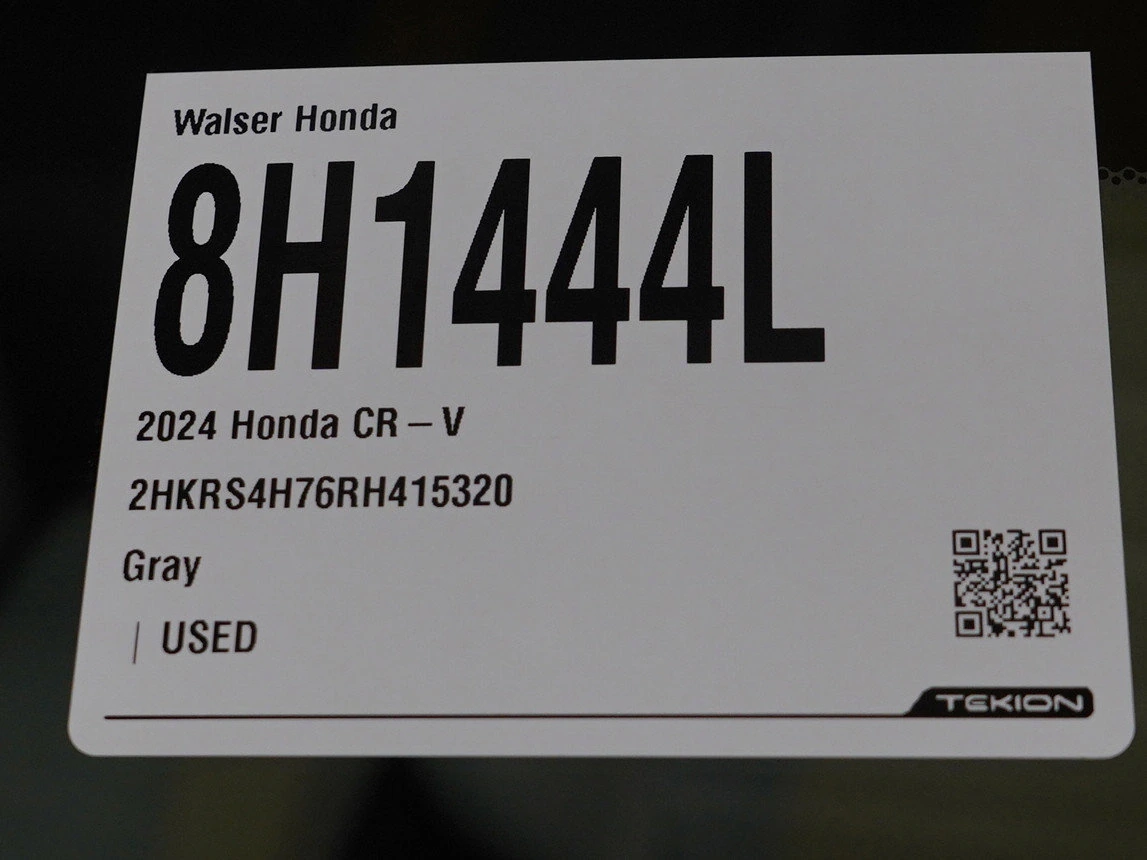 Walser Honda
8H1444L
2024 Honda CR – V
2HKRS4H76RH415320
Gray
| USED
TEKION